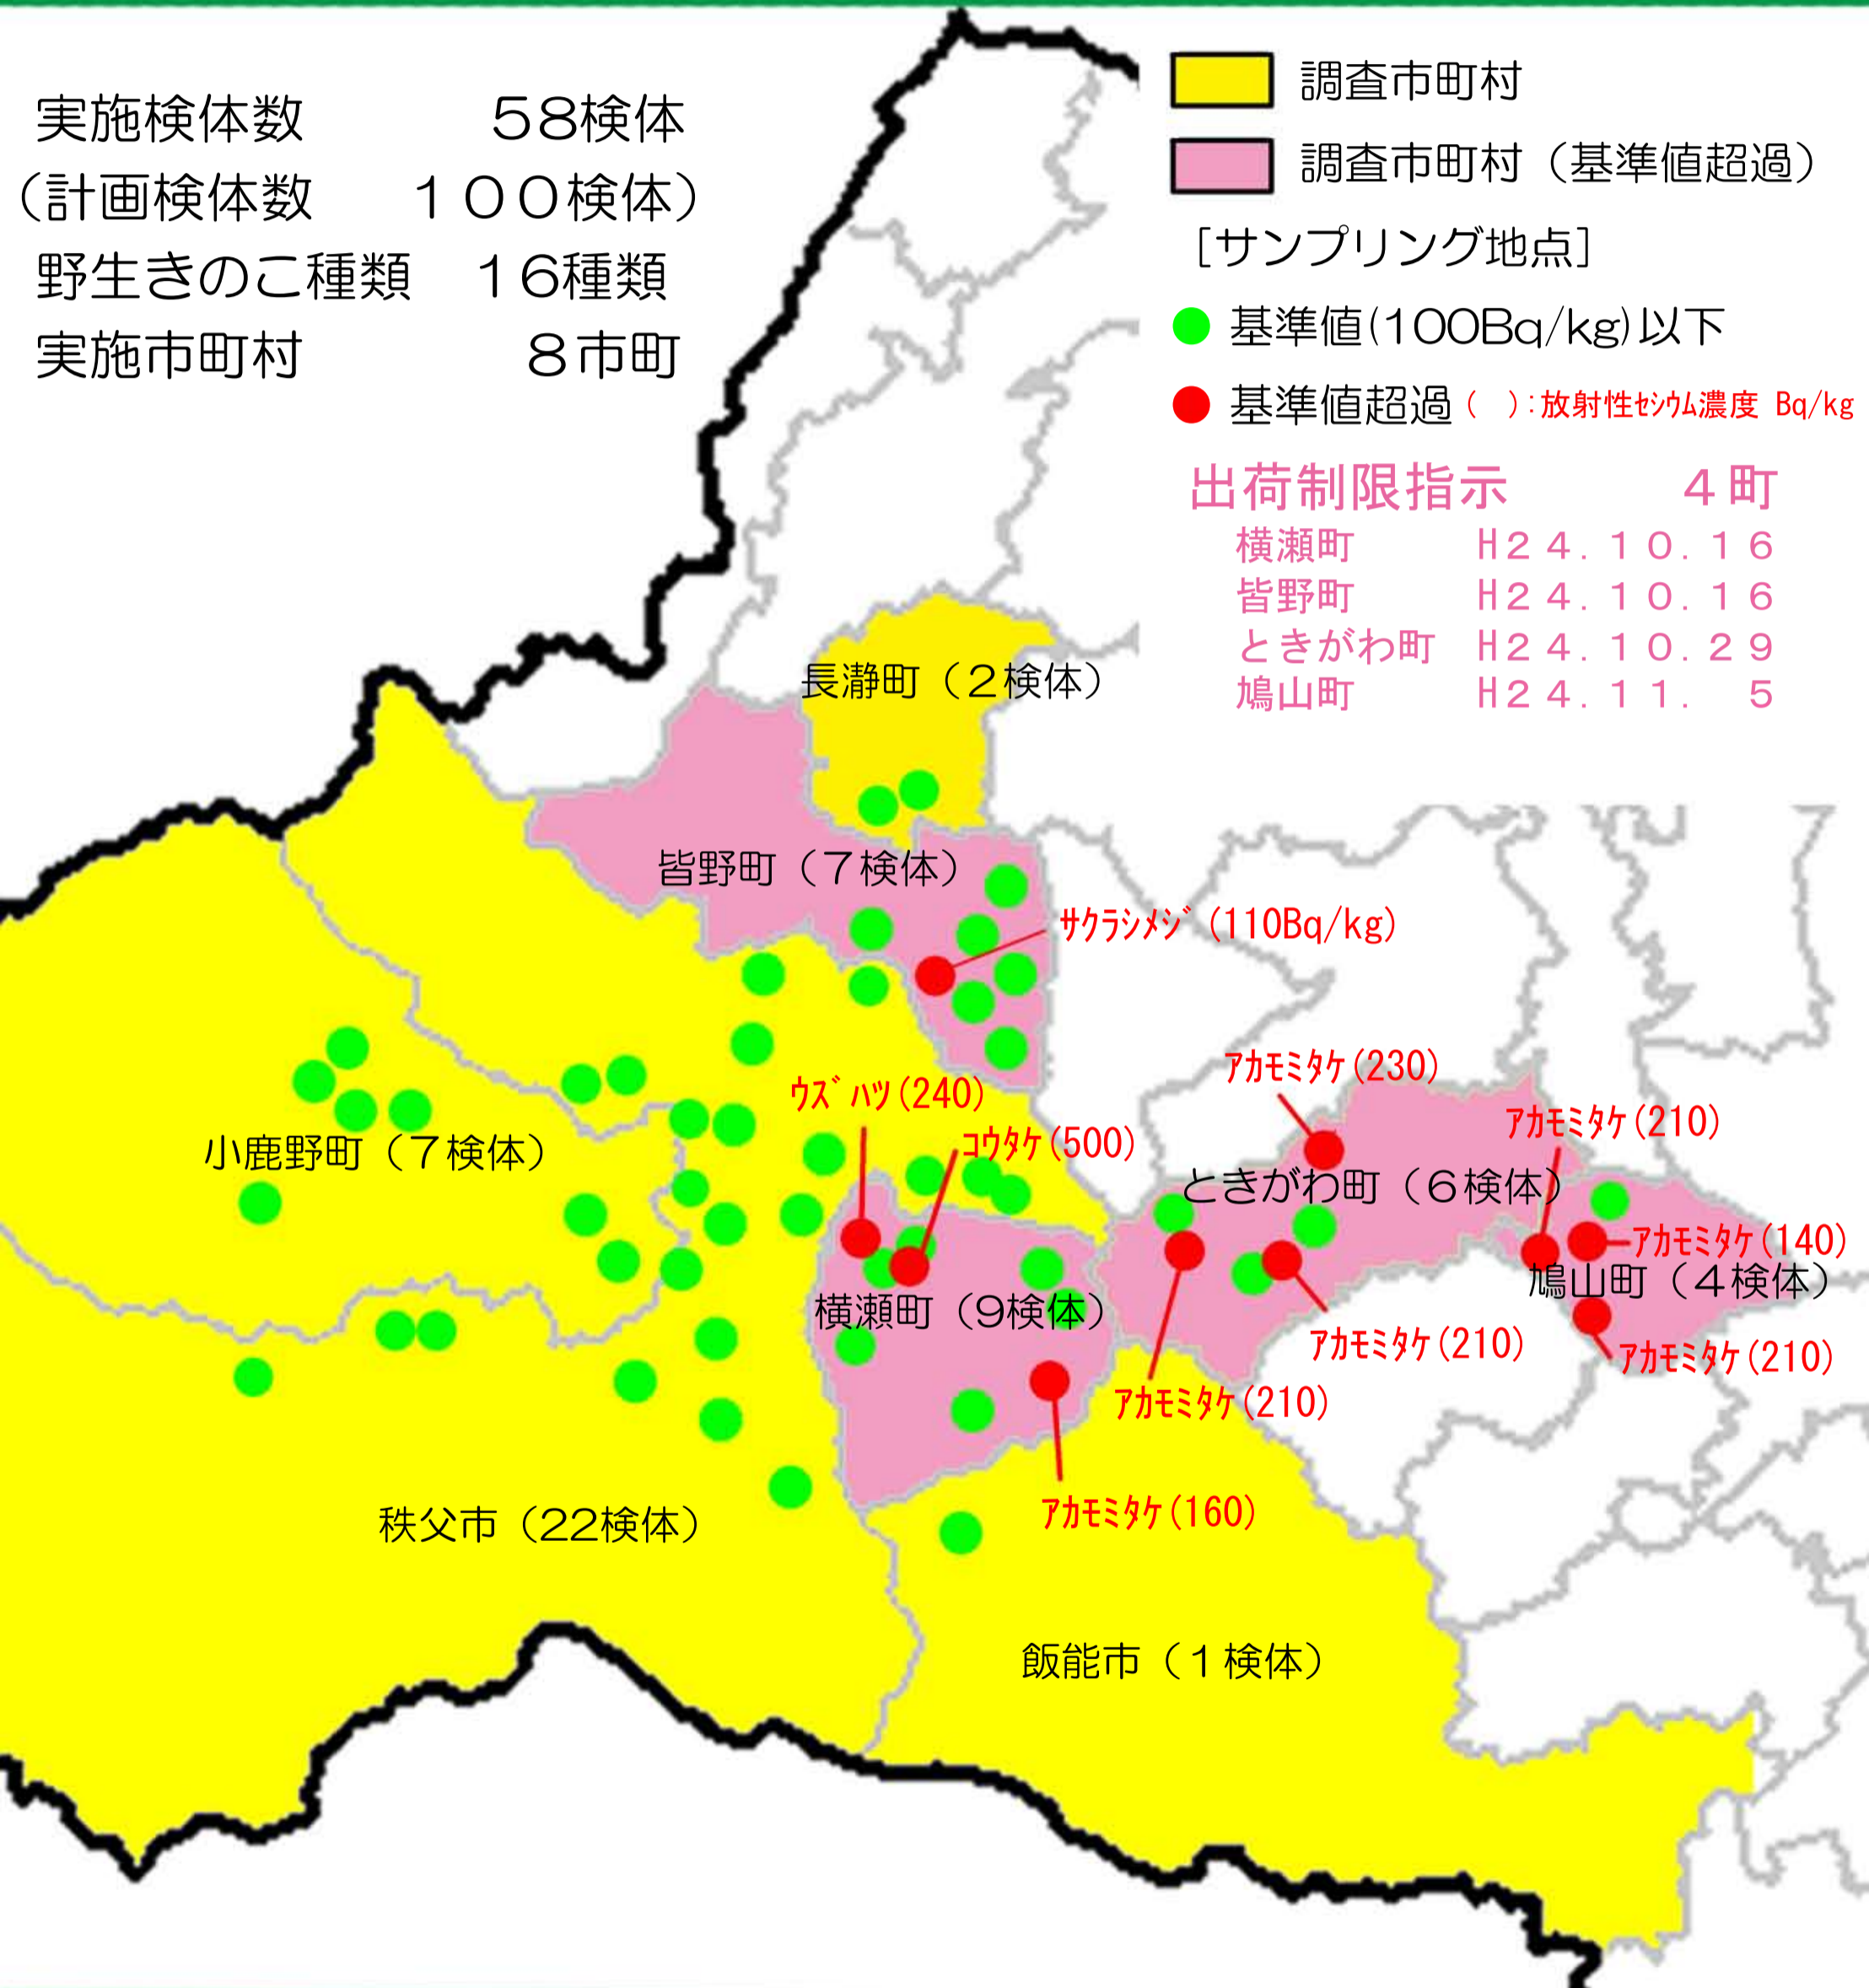 実施検体数 58検体
(計画検体数 100検体)
野生きのこ種類 16種類
実施市町村 8市町
調査市町村
調査市町村（基準値超過）
[サンプリング地点]
基準値(100Bq/kg)以下
基準値超過（ ）：放射性ｾｼｳﾑ濃度 Bq/kg
出荷制限指示 4町
横瀬町 H24.10.16
皆野町 H24.10.16
ときがわ町 H24.10.29
鳩山町 H24.11. 5
長瀞町（2検体）
皆野町（7検体）
ｻｸﾗｼﾒｼﾞ(110Bq/kg)
ｱｶﾓﾐﾀｹ(230)
ｳｽﾞﾊﾂ(240)
ｱｶﾓﾐﾀｹ(210)
ｺｳﾀｹ(500)
小鹿野町（7検体）
ときがわ町（6検体）
ｱｶﾓﾐﾀｹ(140)
鳩山町（4検体）
横瀬町（9検体）
ｱｶﾓﾐﾀｹ(210)
ｱｶﾓﾐﾀｹ(210)
ｱｶﾓﾐﾀｹ(210)
ｱｶﾓﾐﾀｹ(160)
秩父市（22検体）
飯能市（1検体）